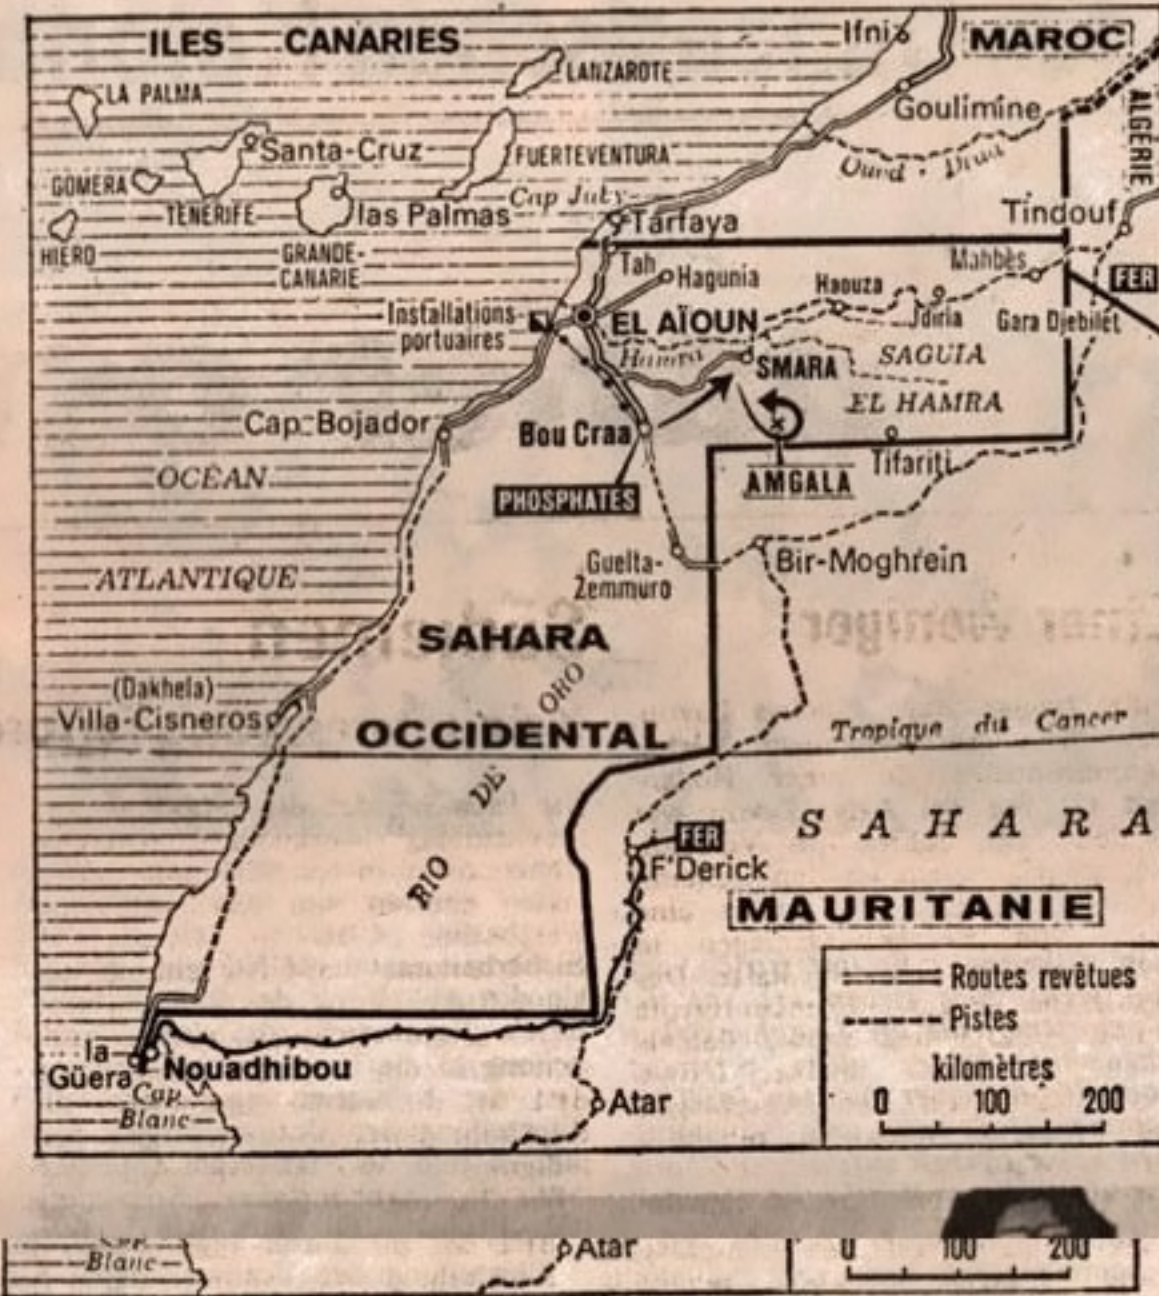 ILES CANARIES
Ifni
MAROC
LANZAROTE
LA PALMA
Goulimine
ALGERIE
Santa-Cruz
FUERTEVENTURA
Oued - Draa
GOMERA
Cap Juby
TENERIFE
las Palmas
Tarfaya
Tindouf
HIERO
GRANDE-
CANARIE
Tah
Hagunia
Mahbès
FER
Haouza
Installations
portuaires
EL AÏOUN
Jdiria
Gara Djebilet
Hamra
SMARA
SAGUIA
EL HAMRA
Cap-Bojador
Bou Craa
Tifariti
OCÉAN
AMGALA
PHOSPHATES
Guelta-
Zemmuro
Bir-Moghrein
ATLANTIQUE
SAHARA
(Dakhela)
Villa-Cisneros
ORO
OCCIDENTAL
Tropique du Cancer
DE
SAHARA
FER
RIO
F'Derick
MAURITANIE
Routes revêtues
Pistes
la
Güera
Nouadhibou
kilomètres
Cap
Blanc
Atar
0 100 200
Cap
Blanc
Atar
0 100 200